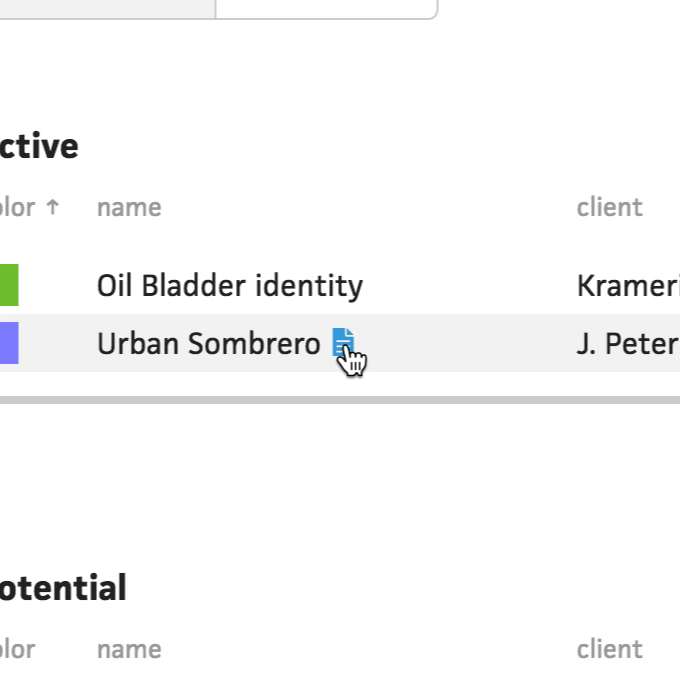 ctive
olor ↑ name client
Oil Bladder identity Krameri
Urban Sombrero J. Peter
otential
olor name client